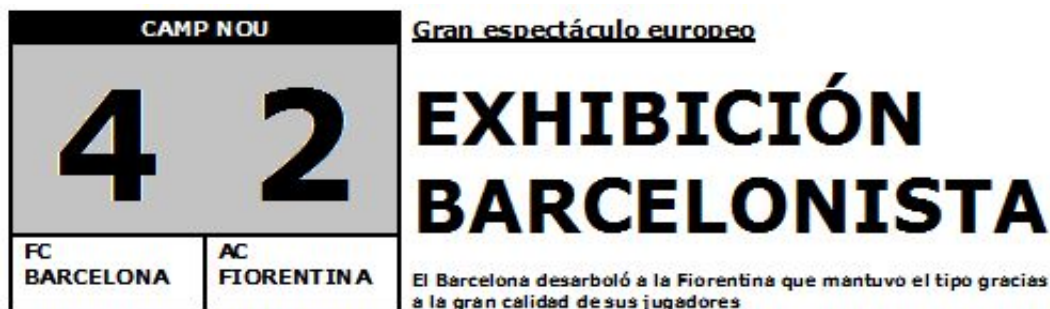 CAMP NOU
4 2
FC
BARCELONA
AC
FIORENTINA
Gran espectáculo europeo
EXHIBICIÓN
BARCELONISTA
El Barcelona desarboló a la Fiorentina que mantuvo el tipo gracias
a la gran calidad de sus jugadores